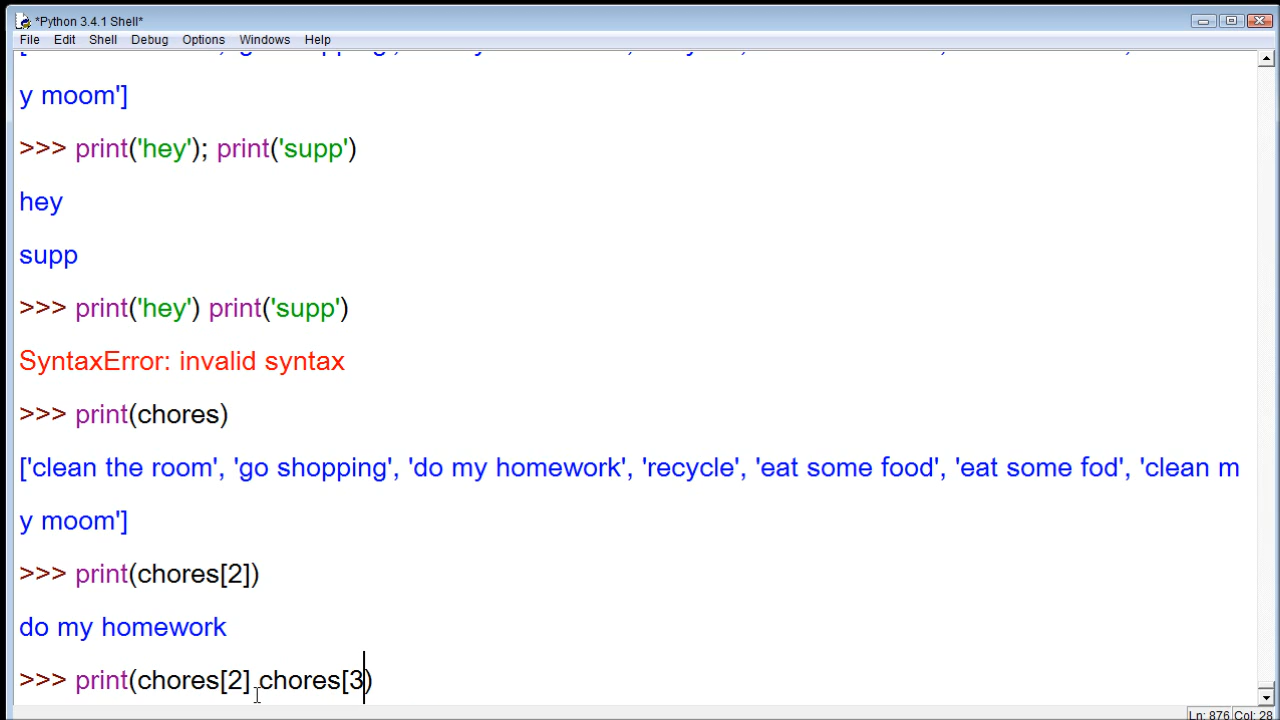 *Python 3.4.1 Shell*
File Edit Shell Debug Options Windows Help
y moom']
>>> print('hey'); print('supp')
hey
supp
>>> print('hey') print('supp')
SyntaxError: invalid syntax
>>> print(chores)
['clean the room', 'go shopping', 'do my homework', 'recycle', 'eat some food', 'eat some fod', 'clean m
y moom']
>>> print(chores[2])
do my homework
>>> print(chores[2] chores[3)
Ln: 876 Col: 28